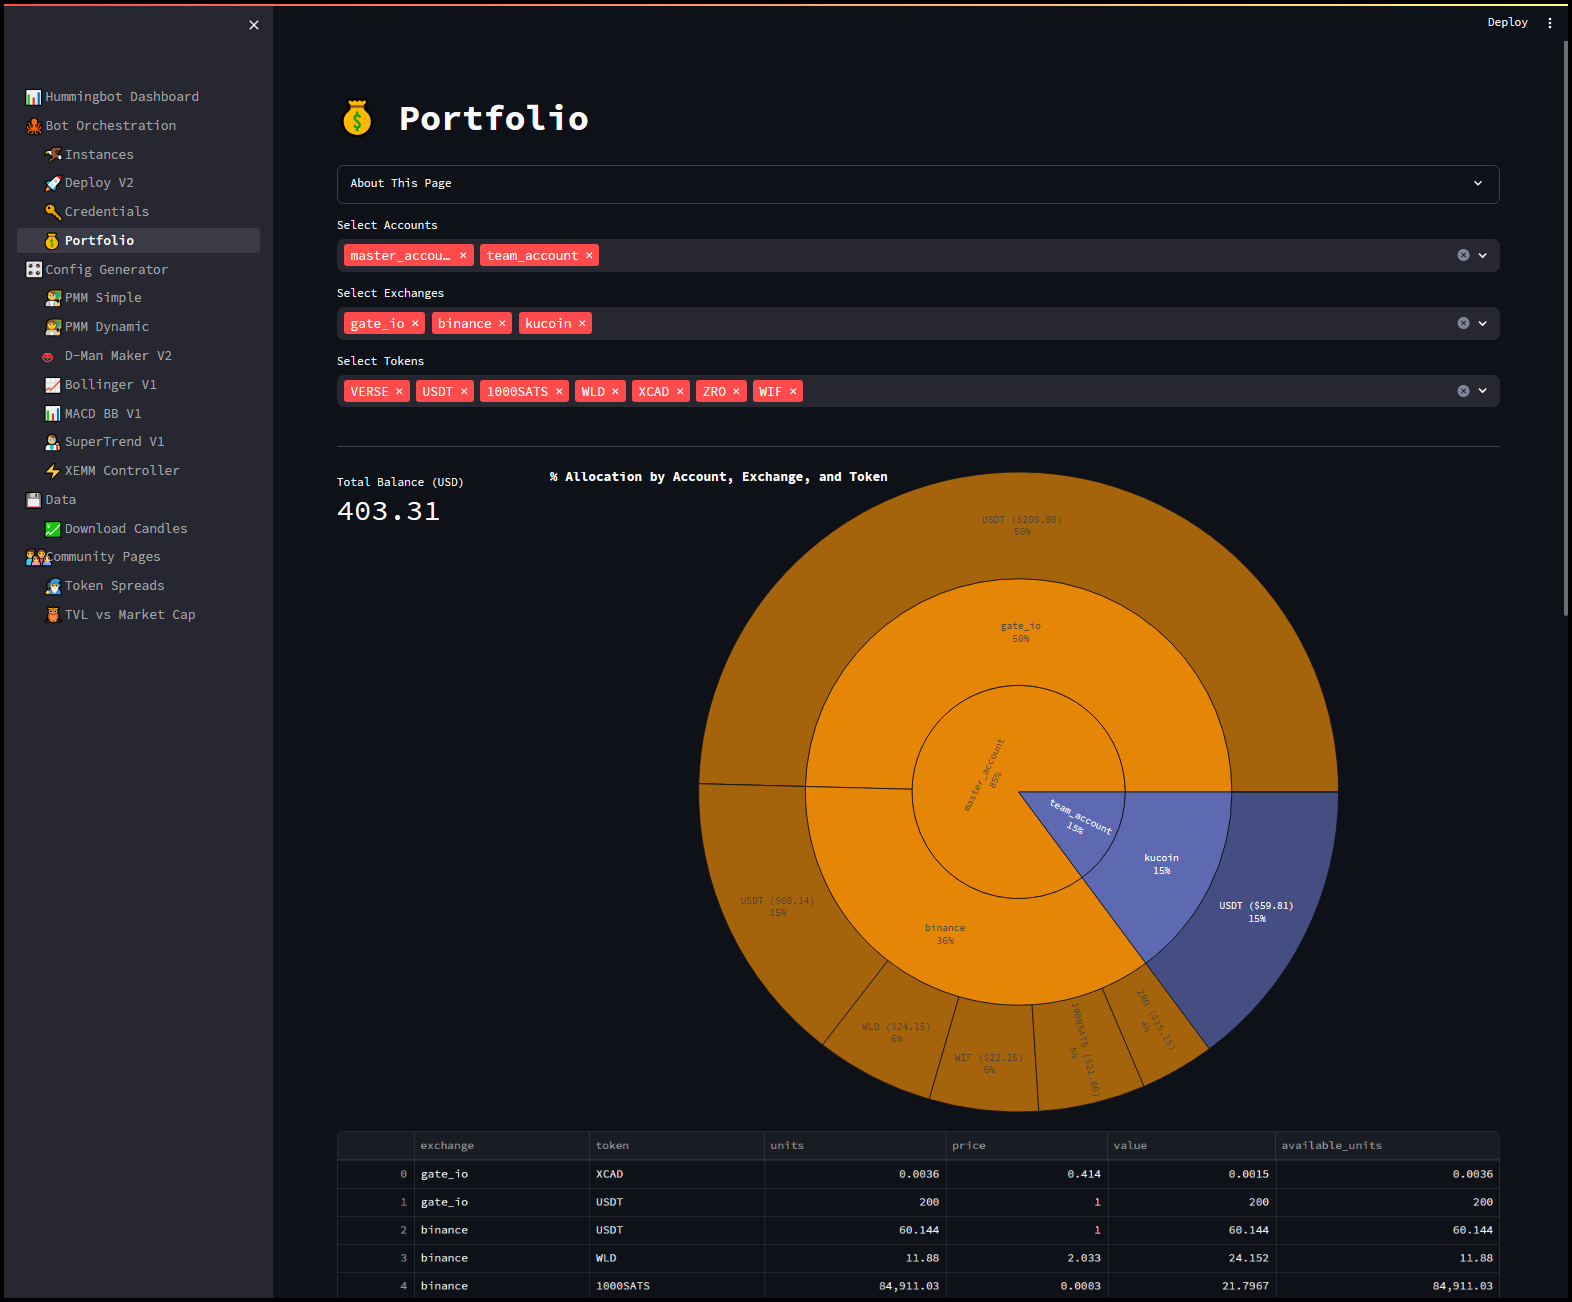 Deploy
Hummingbot Dashboard
Bot Orchestration
Instances
Deploy V2
Credentials
Portfolio
Config Generator
PMM Simple
PMM Dynamic
D-Man Maker V2
Bollinger V1
MACD BB V1
SuperTrend V1
XEMM Controller
Data
Download Candles
Community Pages
Token Spreads
TVL vs Market Cap
Portfolio
About This Page
Select Accounts
master_accou… team_account
Select Exchanges
gate_io binance kucoin
Select Tokens
VERSE USDT 1000SATS WLD XCAD ZRO WIF
Total Balance (USD)
403.31
% Allocation by Account, Exchange, and Token
USDT ($200.00)
50%
gate_io
50%
master_account
85%
team_account
15%
kucoin
15%
USDT ($59.81)
15%
USDT ($60.14)
15%
binance
36%
WLD ($24.15)
6%
WIF ($22.25)
6%
1000SATS ($21.80)
5%
ZRO ($15.15)
4%
exchange token units price value available_units
0 gate_io XCAD 0.0036 0.414 0.0015 0.0036
1 gate_io USDT 200 1 200 200
2 binance USDT 60.144 1 60.144 60.144
3 binance WLD 11.88 2.033 24.152 11.88
4 binance 1000SATS 84,911.03 0.0003 21.7967 84,911.03